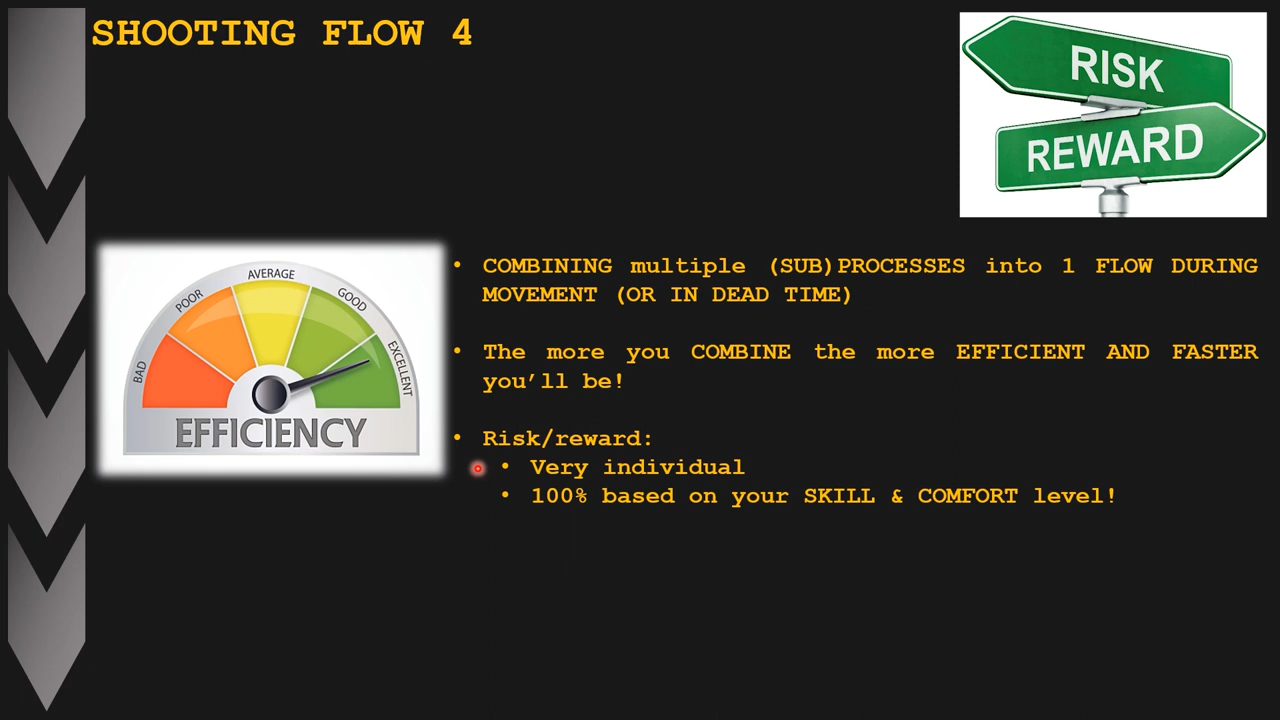 SHOOTING FLOW 4
RISK
REWARD
BAD
POOR
AVERAGE
GOOD
EXCELLENT
EFFICIENCY
• COMBINING multiple (SUB)PROCESSES into 1 FLOW DURING
MOVEMENT (OR IN DEAD TIME)
• The more you COMBINE the more EFFICIENT AND FASTER
you’ll be!
• Risk/reward:
• Very individual
• 100% based on your SKILL & COMFORT level!